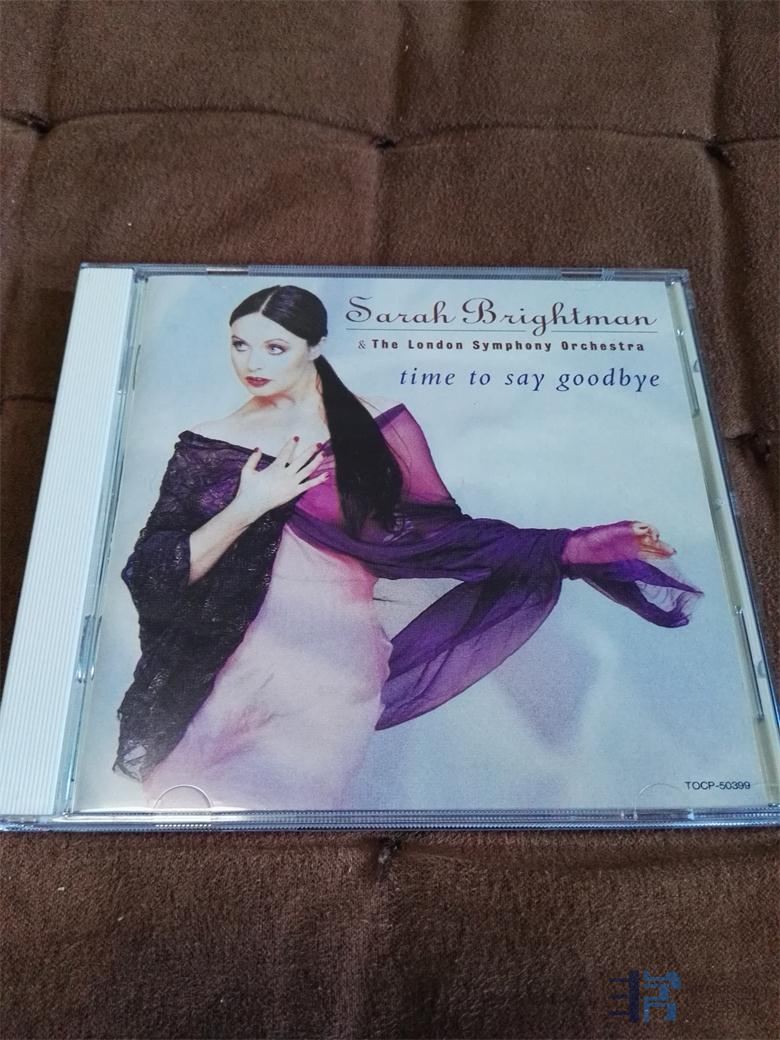 Sarah Brightman
& The London Symphony Orchestra
time to say goodbye
TOCP-50399